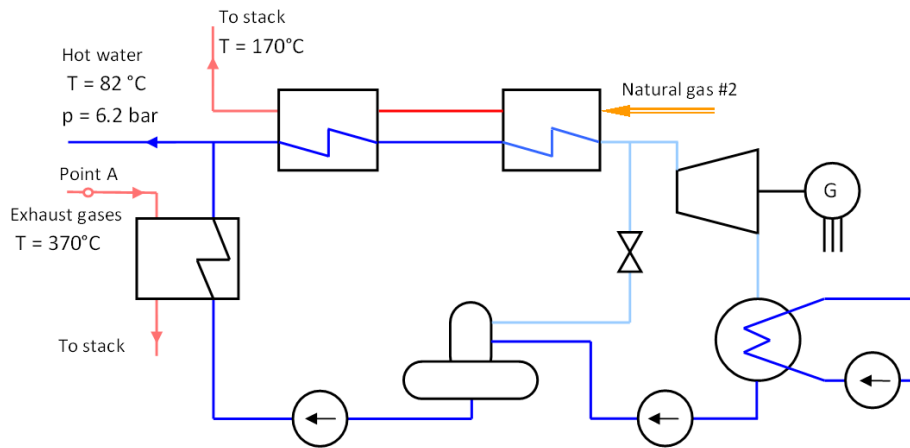 To stack
T = 170°C
Hot water
T = 82 °C
p = 6.2 bar
Natural gas #2
Point A
Exhaust gases
T = 370°C
G
To stack